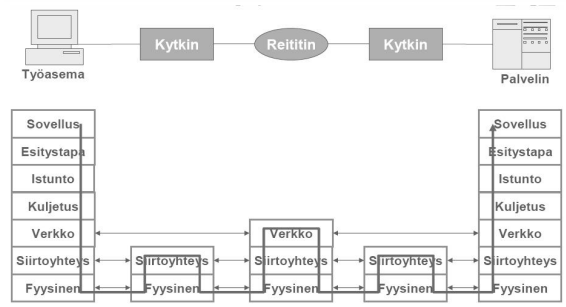 Kytkin Reititin Kytkin
Työasema
Palvelin
Sovellus Sovellus
Esitystapa Esitystapa
Istunto Istunto
Kuljetus Kuljetus
Verkko Verkko Verkko
Siirtoyhteys Siirtoyhteys Siirtoyhteys Siirtoyhteys Siirtoyhteys
Fyysinen Fyysinen Fyysinen Fyysinen Fyysinen